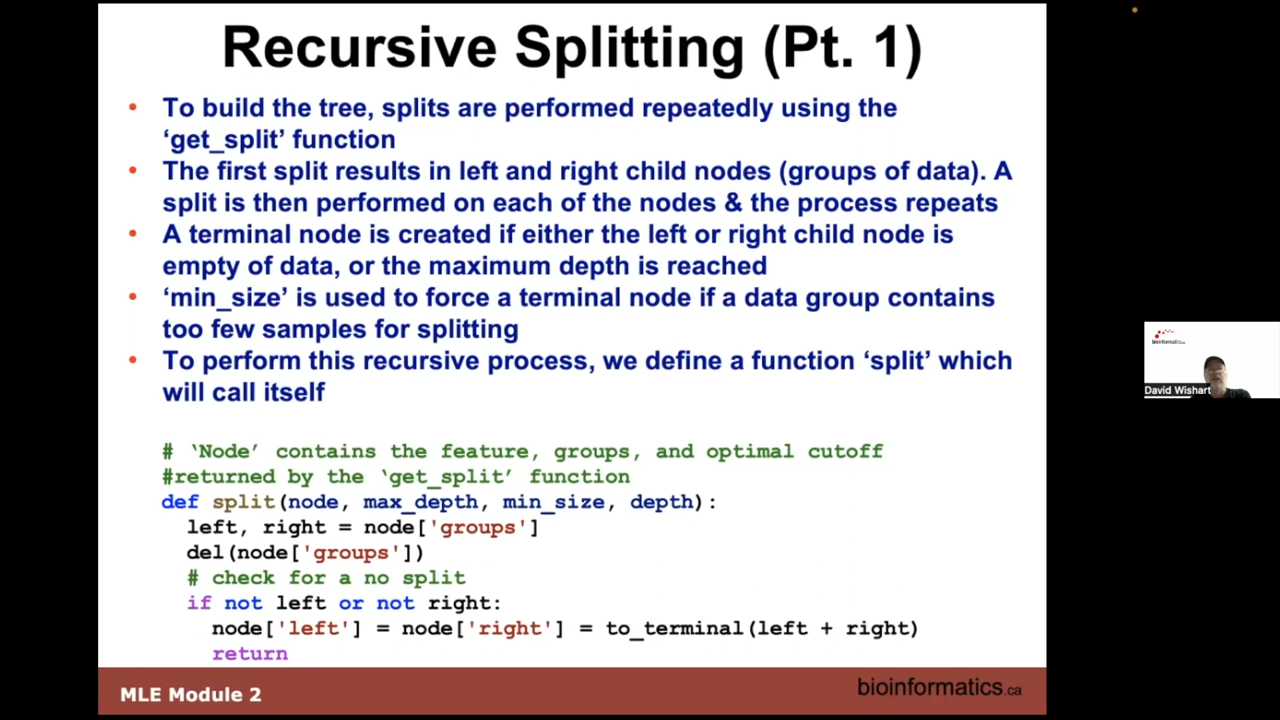 Recursive Splitting (Pt. 1)
• To build the tree, splits are performed repeatedly using the
‘get_split’ function
• The first split results in left and right child nodes (groups of data). A
split is then performed on each of the nodes & the process repeats
• A terminal node is created if either the left or right child node is
empty of data, or the maximum depth is reached
• ‘min_size’ is used to force a terminal node if a data group contains
too few samples for splitting
• To perform this recursive process, we define a function ‘split’ which
will call itself
# ‘Node’ contains the feature, groups, and optimal cutoff
#returned by the ‘get_split’ function
def split(node, max_depth, min_size, depth):
left, right = node['groups']
del(node['groups'])
# check for a no split
if not left or not right:
node['left'] = node['right'] = to_terminal(left + right)
return
MLE Module 2
bioinformatics.ca
bioinformatics.ca
David Wishart